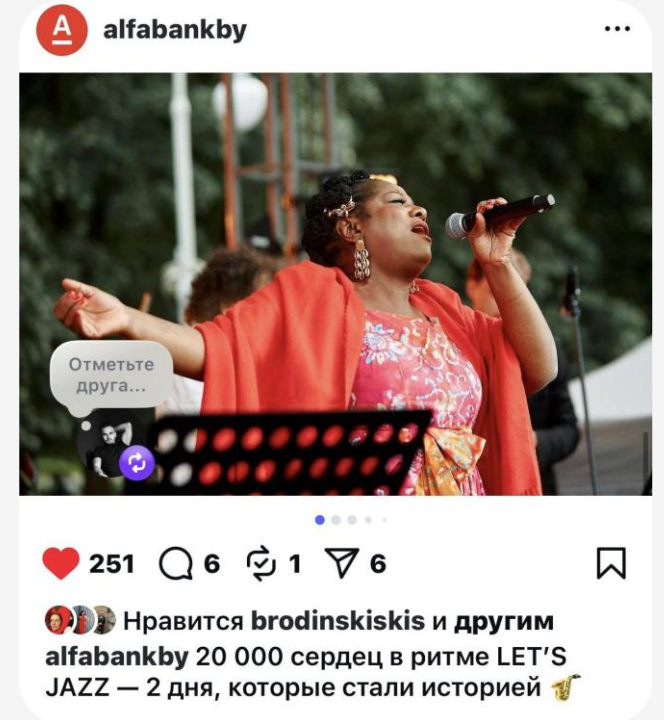 A
alfabankby
Отметьте
друга...
251 6 1 6
Нравится brodinskiskis и другим
alfabankby 20 000 сердец в ритме LET'S
JAZZ — 2 дня, которые стали историей 🎷